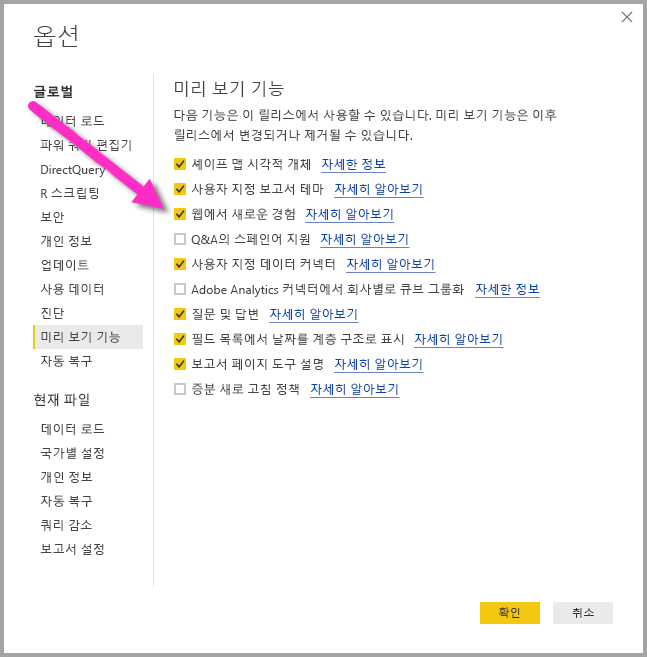 옵션
글로벌
데이터 로드
파워 쿼리 편집기
DirectQuery
R 스크립팅
보안
개인 정보
업데이트
사용 데이터
진단
미리 보기 기능
자동 복구
현재 파일
데이터 로드
국가별 설정
개인 정보
자동 복구
쿼리 감소
보고서 설정
미리 보기 기능
다음 기능은 이 릴리스에서 사용할 수 있습니다. 미리 보기 기능은 이후
릴리스에서 변경되거나 제거될 수 있습니다.
셰이프 맵 시각적 개체 자세한 정보
사용자 지정 보고서 테마 자세히 알아보기
웹에서 새로운 경험 자세히 알아보기
Q&A의 스페인어 지원 자세히 알아보기
사용자 지정 데이터 커넥터 자세히 알아보기
Adobe Analytics 커넥터에서 회사별로 큐브 그룹화 자세한 정보
질문 및 답변 자세히 알아보기
필드 목록에서 날짜를 계층 구조로 표시 자세히 알아보기
보고서 페이지 도구 설명 자세히 알아보기
증분 새로 고침 정책 자세히 알아보기
확인
취소